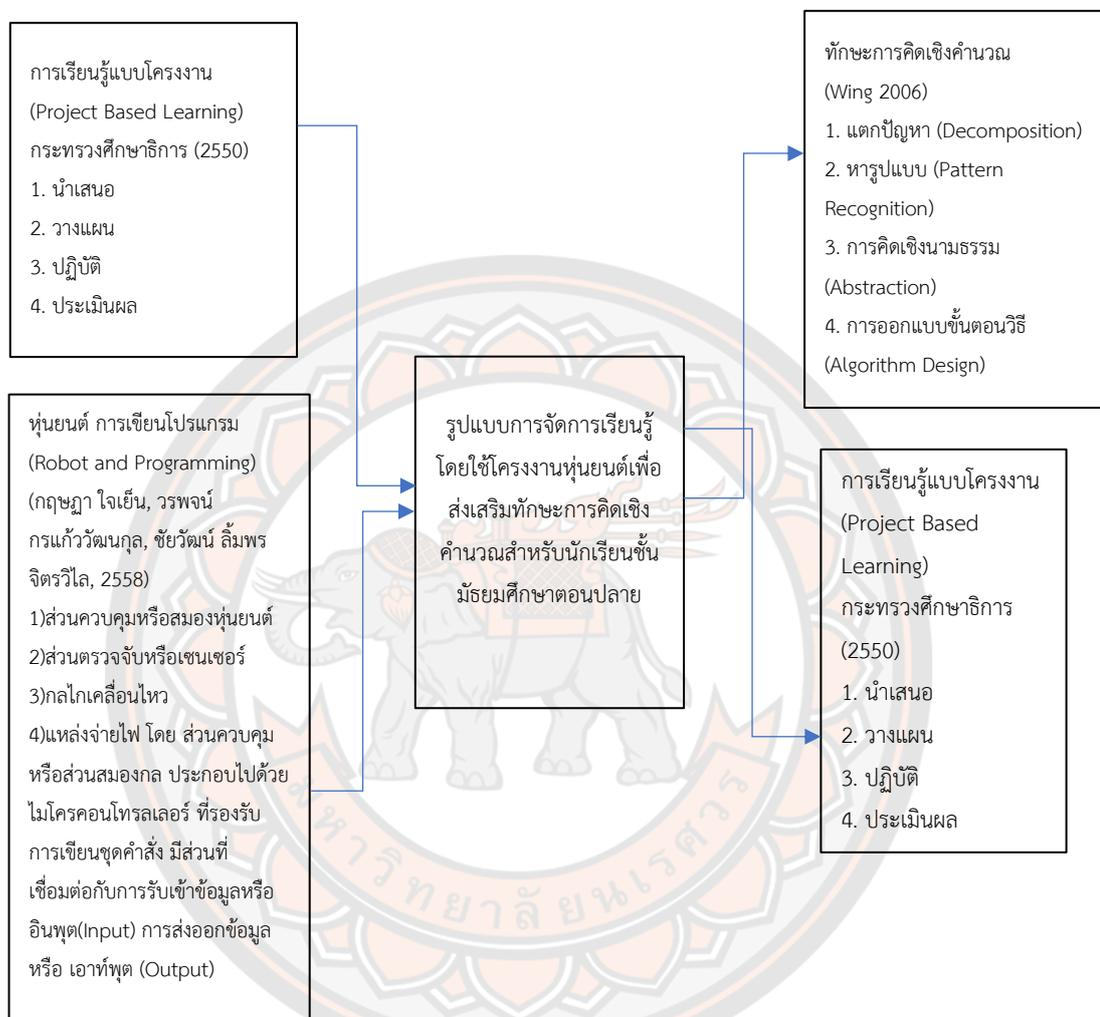 การเรียนรู้แบบโครงงาน
(Project Based Learning)
กระทรวงศึกษาธิการ (2550)
1. นำเสนอ
2. วางแผน
3. ปฏิบัติ
4. ประเมินผล
หุ่นยนต์ การเขียนโปรแกรม
(Robot and Programming)
(กฤษฏา ใจเย็น, วรพจน์
กรแก้ววัฒนกุล, ชัยวัฒน์ ลิ้มพร
จิตรวิไล, 2558)
1)ส่วนควบคุมหรือสมองหุ่นยนต์
2)ส่วนตรวจจับหรือเซนเซอร์
3)กลไกเคลื่อนไหว
4)แหล่งจ่ายไฟ โดย ส่วนควบคุม
หรือส่วนสมองกล ประกอบไปด้วย
ไมโครคอนโทรลเลอร์ ที่รองรับ
การเขียนชุดคำสั่ง มีส่วนที่
เชื่อมต่อกับการรับเข้าข้อมูลหรือ
อินพุต(Input) การส่งออกข้อมูล
หรือ เอาท์พุต (Output)
รูปแบบการจัดการเรียนรู้
โดยใช้โครงงานหุ่นยนต์เพื่อ
ส่งเสริมทักษะการคิดเชิง
คำนวณสำหรับนักเรียนชั้น
มัธยมศึกษาตอนปลาย
ทักษะการคิดเชิงคำนวณ
(Wing 2006)
1. แตกปัญหา (Decomposition)
2. หารูปแบบ (Pattern
Recognition)
3. การคิดเชิงนามธรรม
(Abstraction)
4. การออกแบบขั้นตอนวิธี
(Algorithm Design)
การเรียนรู้แบบโครงงาน
(Project Based
Learning)
กระทรวงศึกษาธิการ
(2550)
1. นำเสนอ
2. วางแผน
3. ปฏิบัติ
4. ประเมินผล
มหาวิทยาลัยนเรศวร